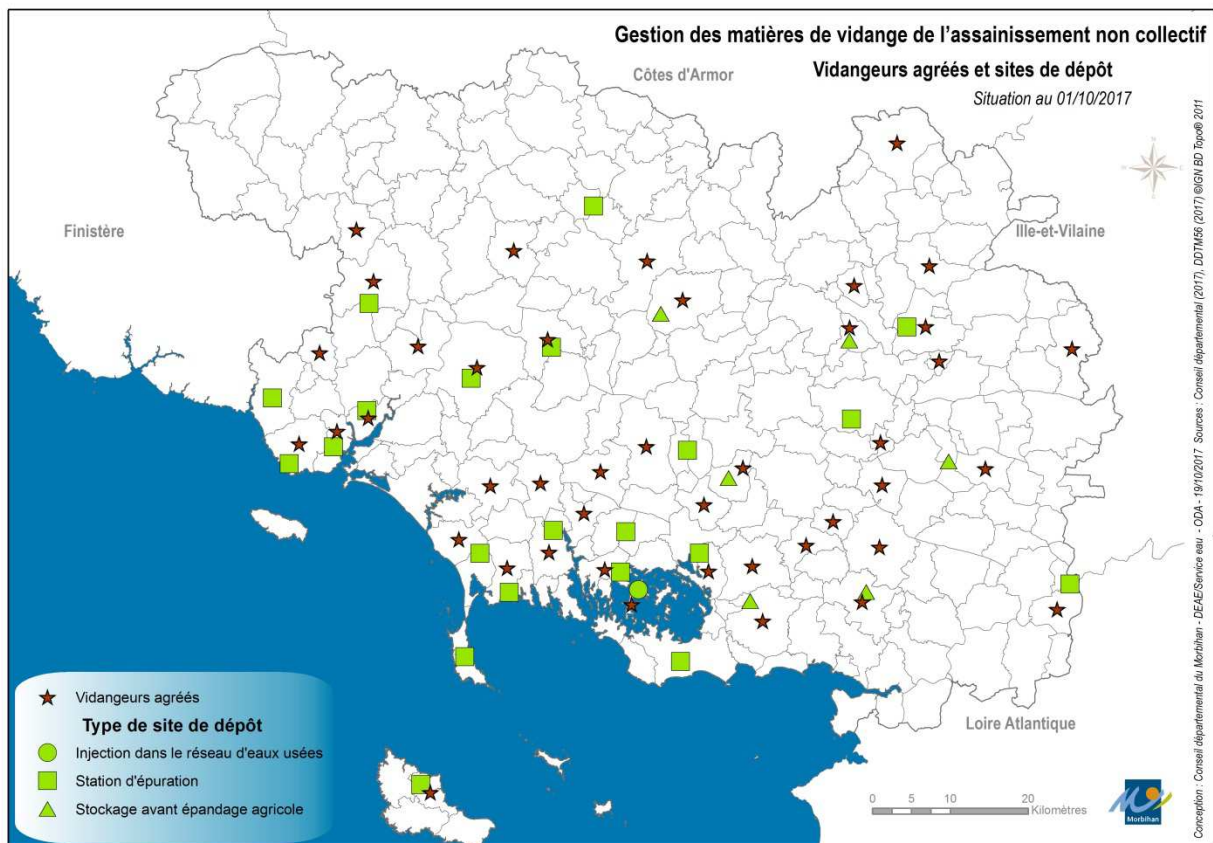 Gestion des matières de vidange de l'assainissement non collectif
Vidangeurs agréés et sites de dépôt
Situation au 01/10/2017
Côtes d'Armor
Finistère
Ille-et-Vilaine
Loire Atlantique
Vidangeurs agréés
Type de site de dépôt
Injection dans le réseau d'eaux usées
Station d'épuration
Stockage avant épandage agricole
0 5 10 20
Kilomètres
Morbihan
Conception : Conseil départemental du Morbihan - DEAE/Service eau - ODA - 19/10/2017 Sources : Conseil départemental (2017), DDTM56 (2017) ©IGN BD Topo® 2011